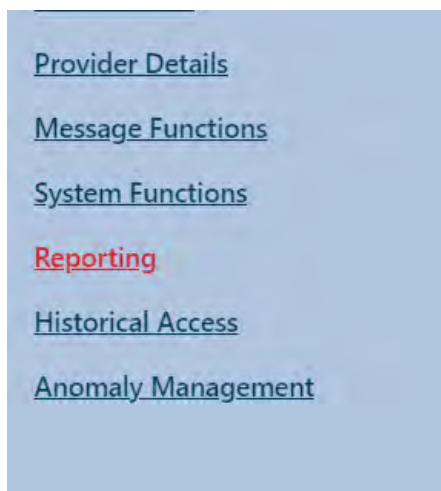 Provider Details
Message Functions
System Functions
Reporting
Historical Access
Anomaly Management